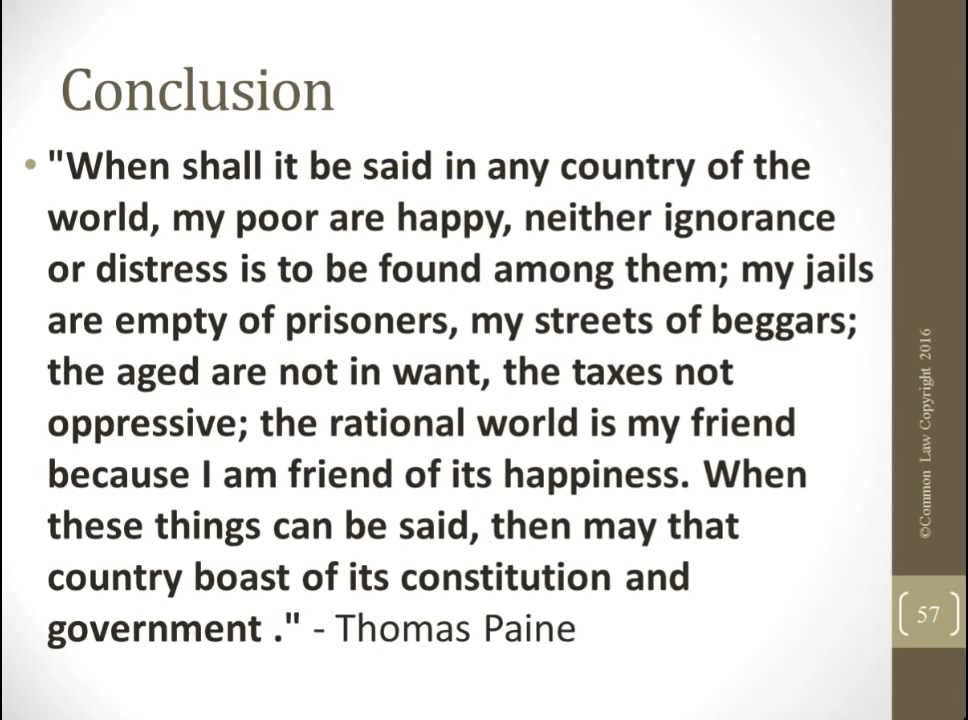 Conclusion
• "When shall it be said in any country of the
world, my poor are happy, neither ignorance
or distress is to be found among them; my jails
are empty of prisoners, my streets of beggars;
the aged are not in want, the taxes not
oppressive; the rational world is my friend
because I am friend of its happiness. When
these things can be said, then may that
country boast of its constitution and
government ." - Thomas Paine
©Common Law Copyright 2016
57